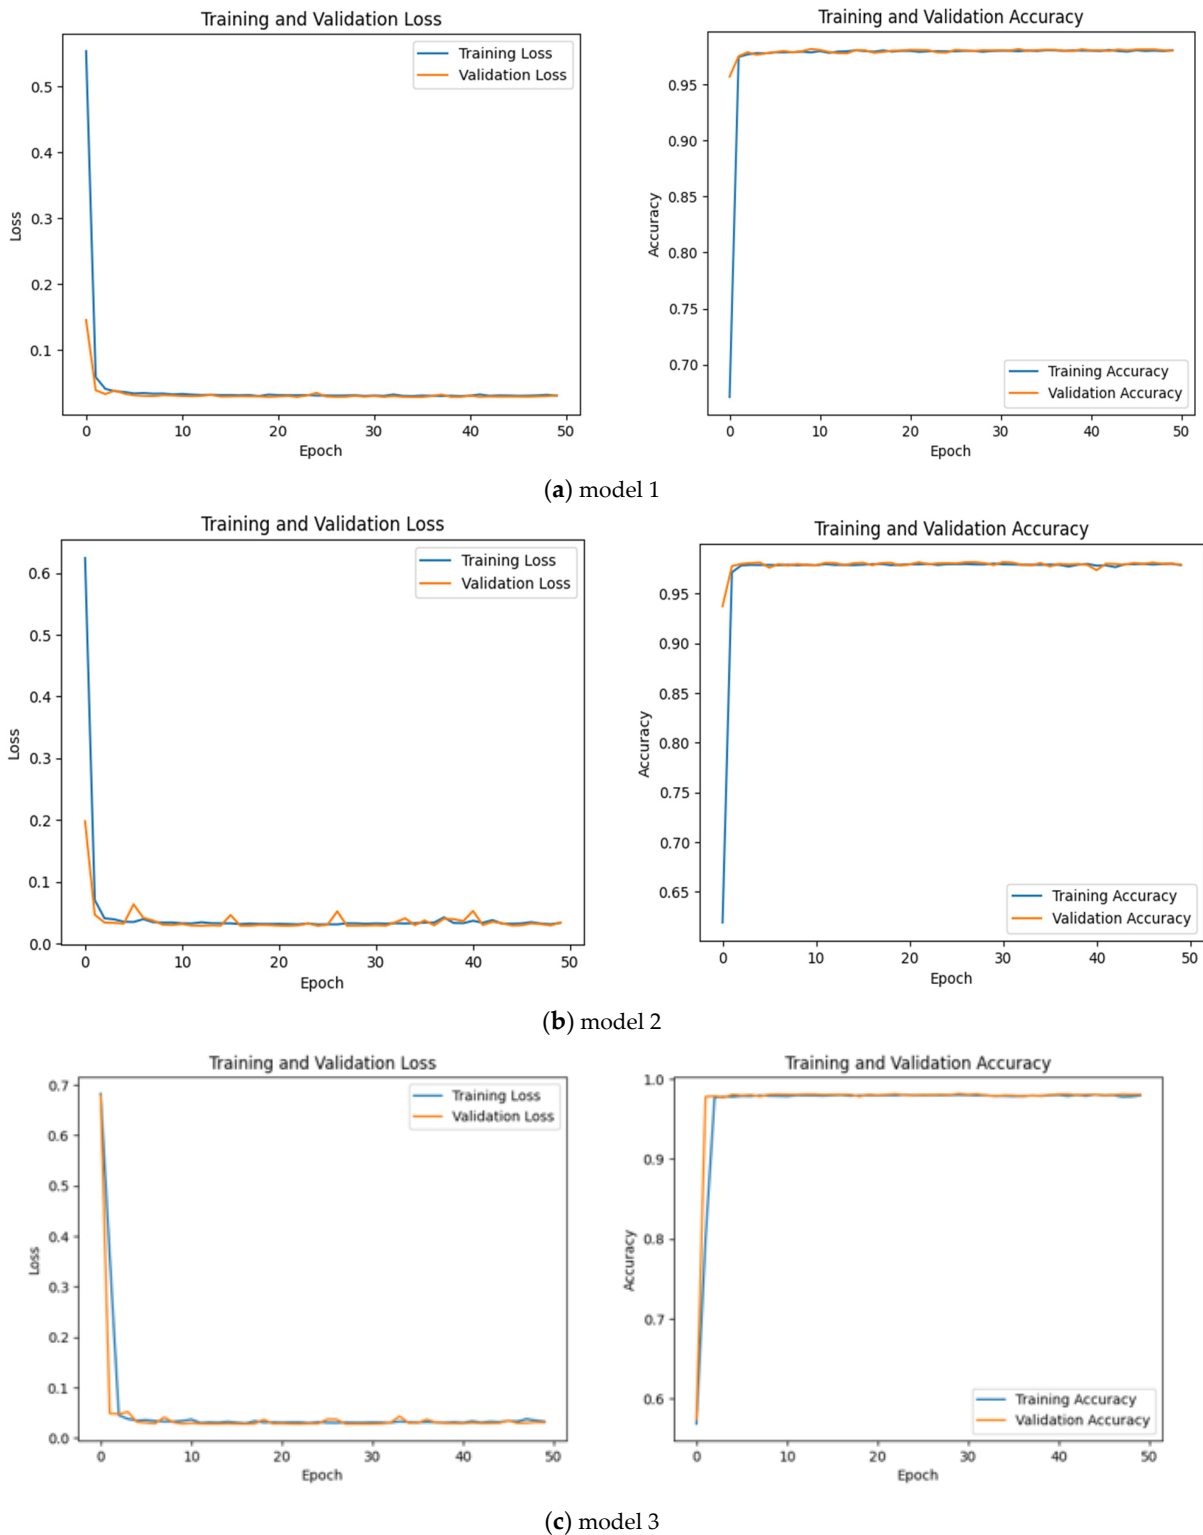 Training and Validation Loss
Training Loss
Validation Loss
0.5
0.4
0.3
0.2
0.1
Loss
0 10 20 30 40 50
Epoch
Training and Validation Accuracy
0.95
0.90
0.85
0.80
0.75
0.70
Accuracy
Training Accuracy
Validation Accuracy
0 10 20 30 40 50
Epoch
(a) model 1
Training and Validation Loss
Training Loss
Validation Loss
0.6
0.5
0.4
0.3
0.2
0.1
0.0
Loss
0 10 20 30 40 50
Epoch
Training and Validation Accuracy
0.95
0.90
0.85
0.80
0.75
0.70
0.65
Accuracy
Training Accuracy
Validation Accuracy
0 10 20 30 40 50
Epoch
(b) model 2
Training and Validation Loss
Training Loss
Validation Loss
0.7
0.6
0.5
0.4
0.3
0.2
0.1
0.0
Loss
0 10 20 30 40 50
Epoch
Training and Validation Accuracy
1.0
0.9
0.8
0.7
0.6
Accuracy
Training Accuracy
Validation Accuracy
0 10 20 30 40 50
Epoch
(c) model 3